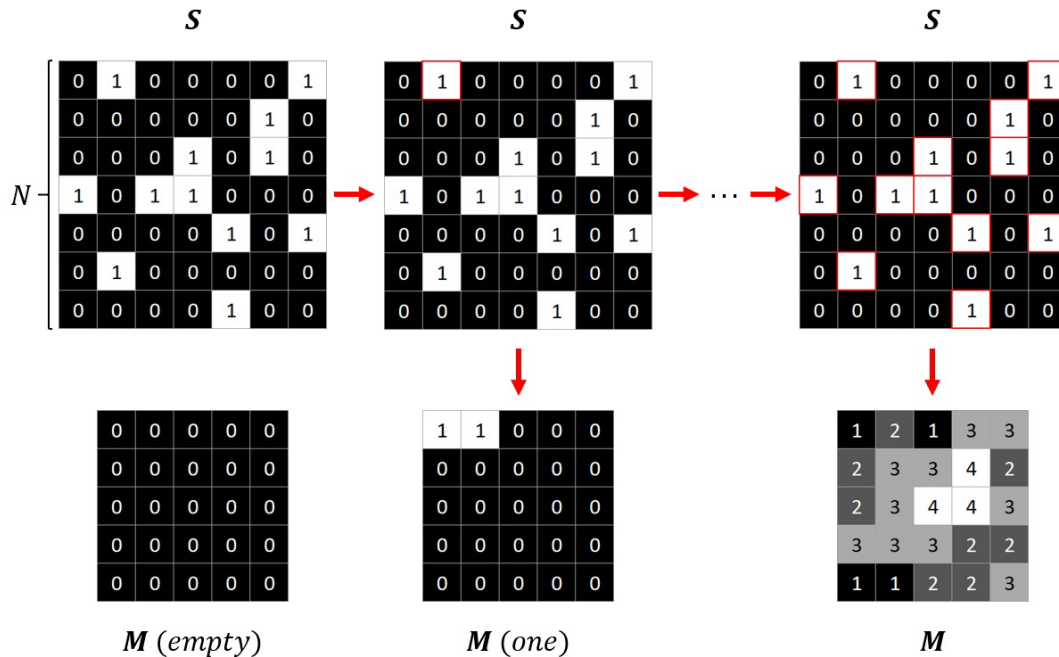 S S
0 1 0 0 0 0 1 0 1 0 0 0 0 1 0 1 0 0 0 0 1
0 0 0 0 0 1 0 0 0 0 0 0 1 0 0 0 0 0 0 1 0
0 0 0 1 0 1 0 0 0 0 1 0 1 0 0 0 0 1 0 1 0
N 1 0 1 1 0 0 0 1 0 1 1 0 0 0 ... 1 0 1 1 0 0 0
0 0 0 0 1 0 1 0 0 0 0 1 0 1 0 0 0 0 1 0 1
0 1 0 0 0 0 0 0 1 0 0 0 0 0 0 1 0 0 0 0 0
0 0 0 0 1 0 0 0 0 0 0 1 0 0 0 0 0 0 1 0 0
0 0 0 0 0 1 1 0 0 0 1 2 1 3 3
0 0 0 0 0 0 0 0 0 0 2 3 3 4 2
0 0 0 0 0 0 0 0 0 0 2 3 4 4 3
0 0 0 0 0 0 0 0 0 0 3 3 3 2 2
0 0 0 0 0 0 0 0 0 0 1 1 2 2 3
M (empty) M (one) M